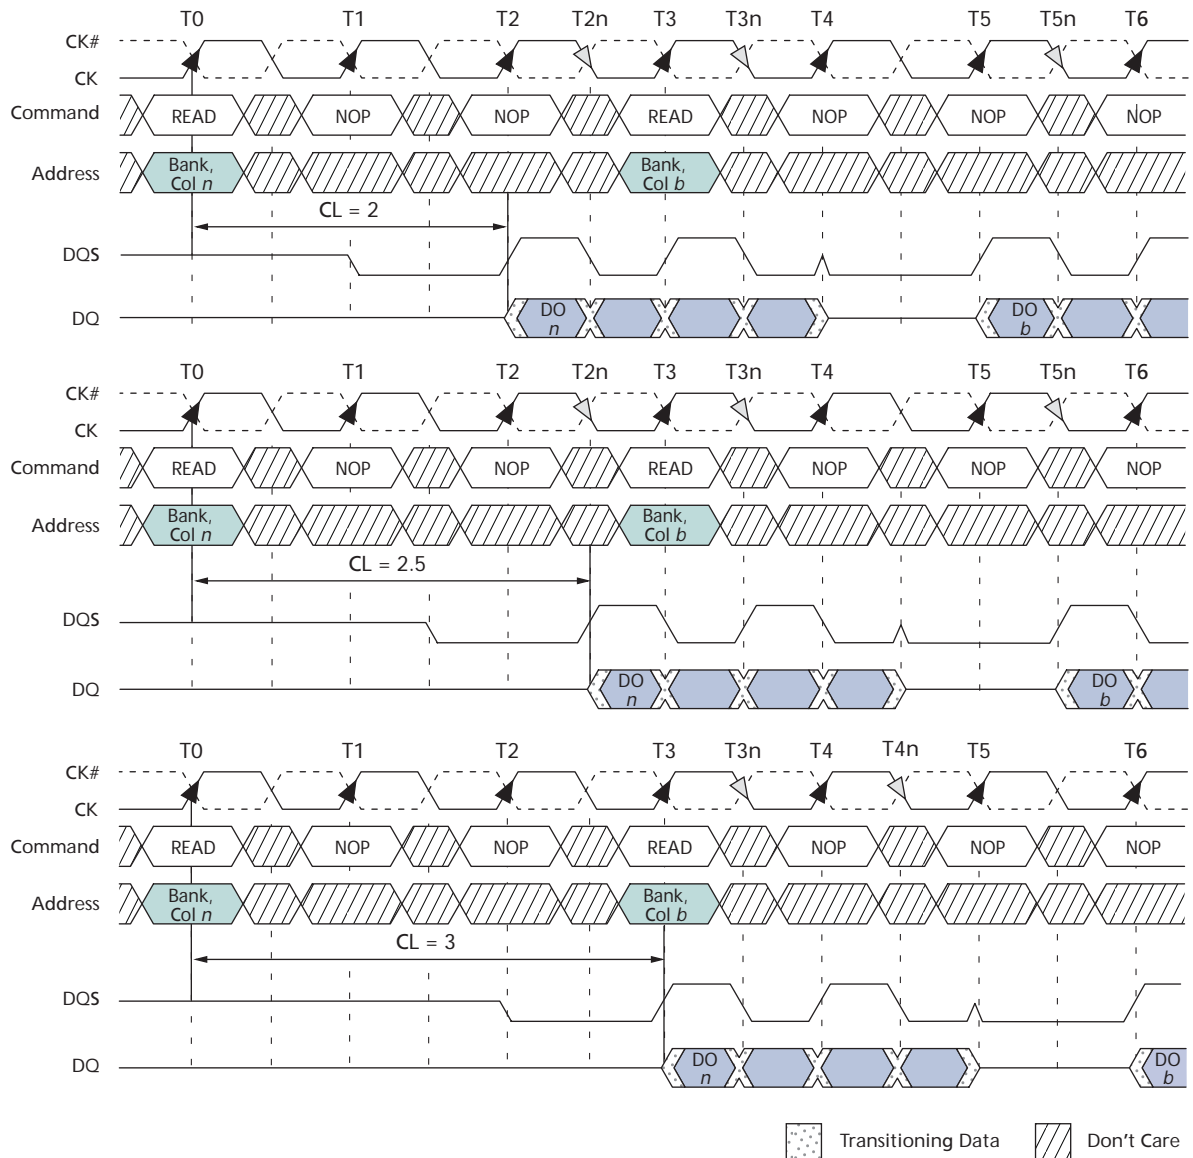 T0 T1 T2 T2n T3 T3n T4 T5 T5n T6
CK#
CK
Command READ NOP NOP READ NOP NOP NOP
Address Bank, Col n Bank, Col b
CL = 2
DQS
DQ DO n DO b
T0 T1 T2 T2n T3 T3n T4 T5 T5n T6
CK#
CK
Command READ NOP NOP READ NOP NOP NOP
Address Bank, Col n Bank, Col b
CL = 2.5
DQS
DQ DO n DO b
T0 T1 T2 T3 T3n T4 T4n T5 T6
CK#
CK
Command READ NOP NOP READ NOP NOP NOP
Address Bank, Col n Bank, Col b
CL = 3
DQS
DQ DO n DO b
Transitioning Data Don't Care